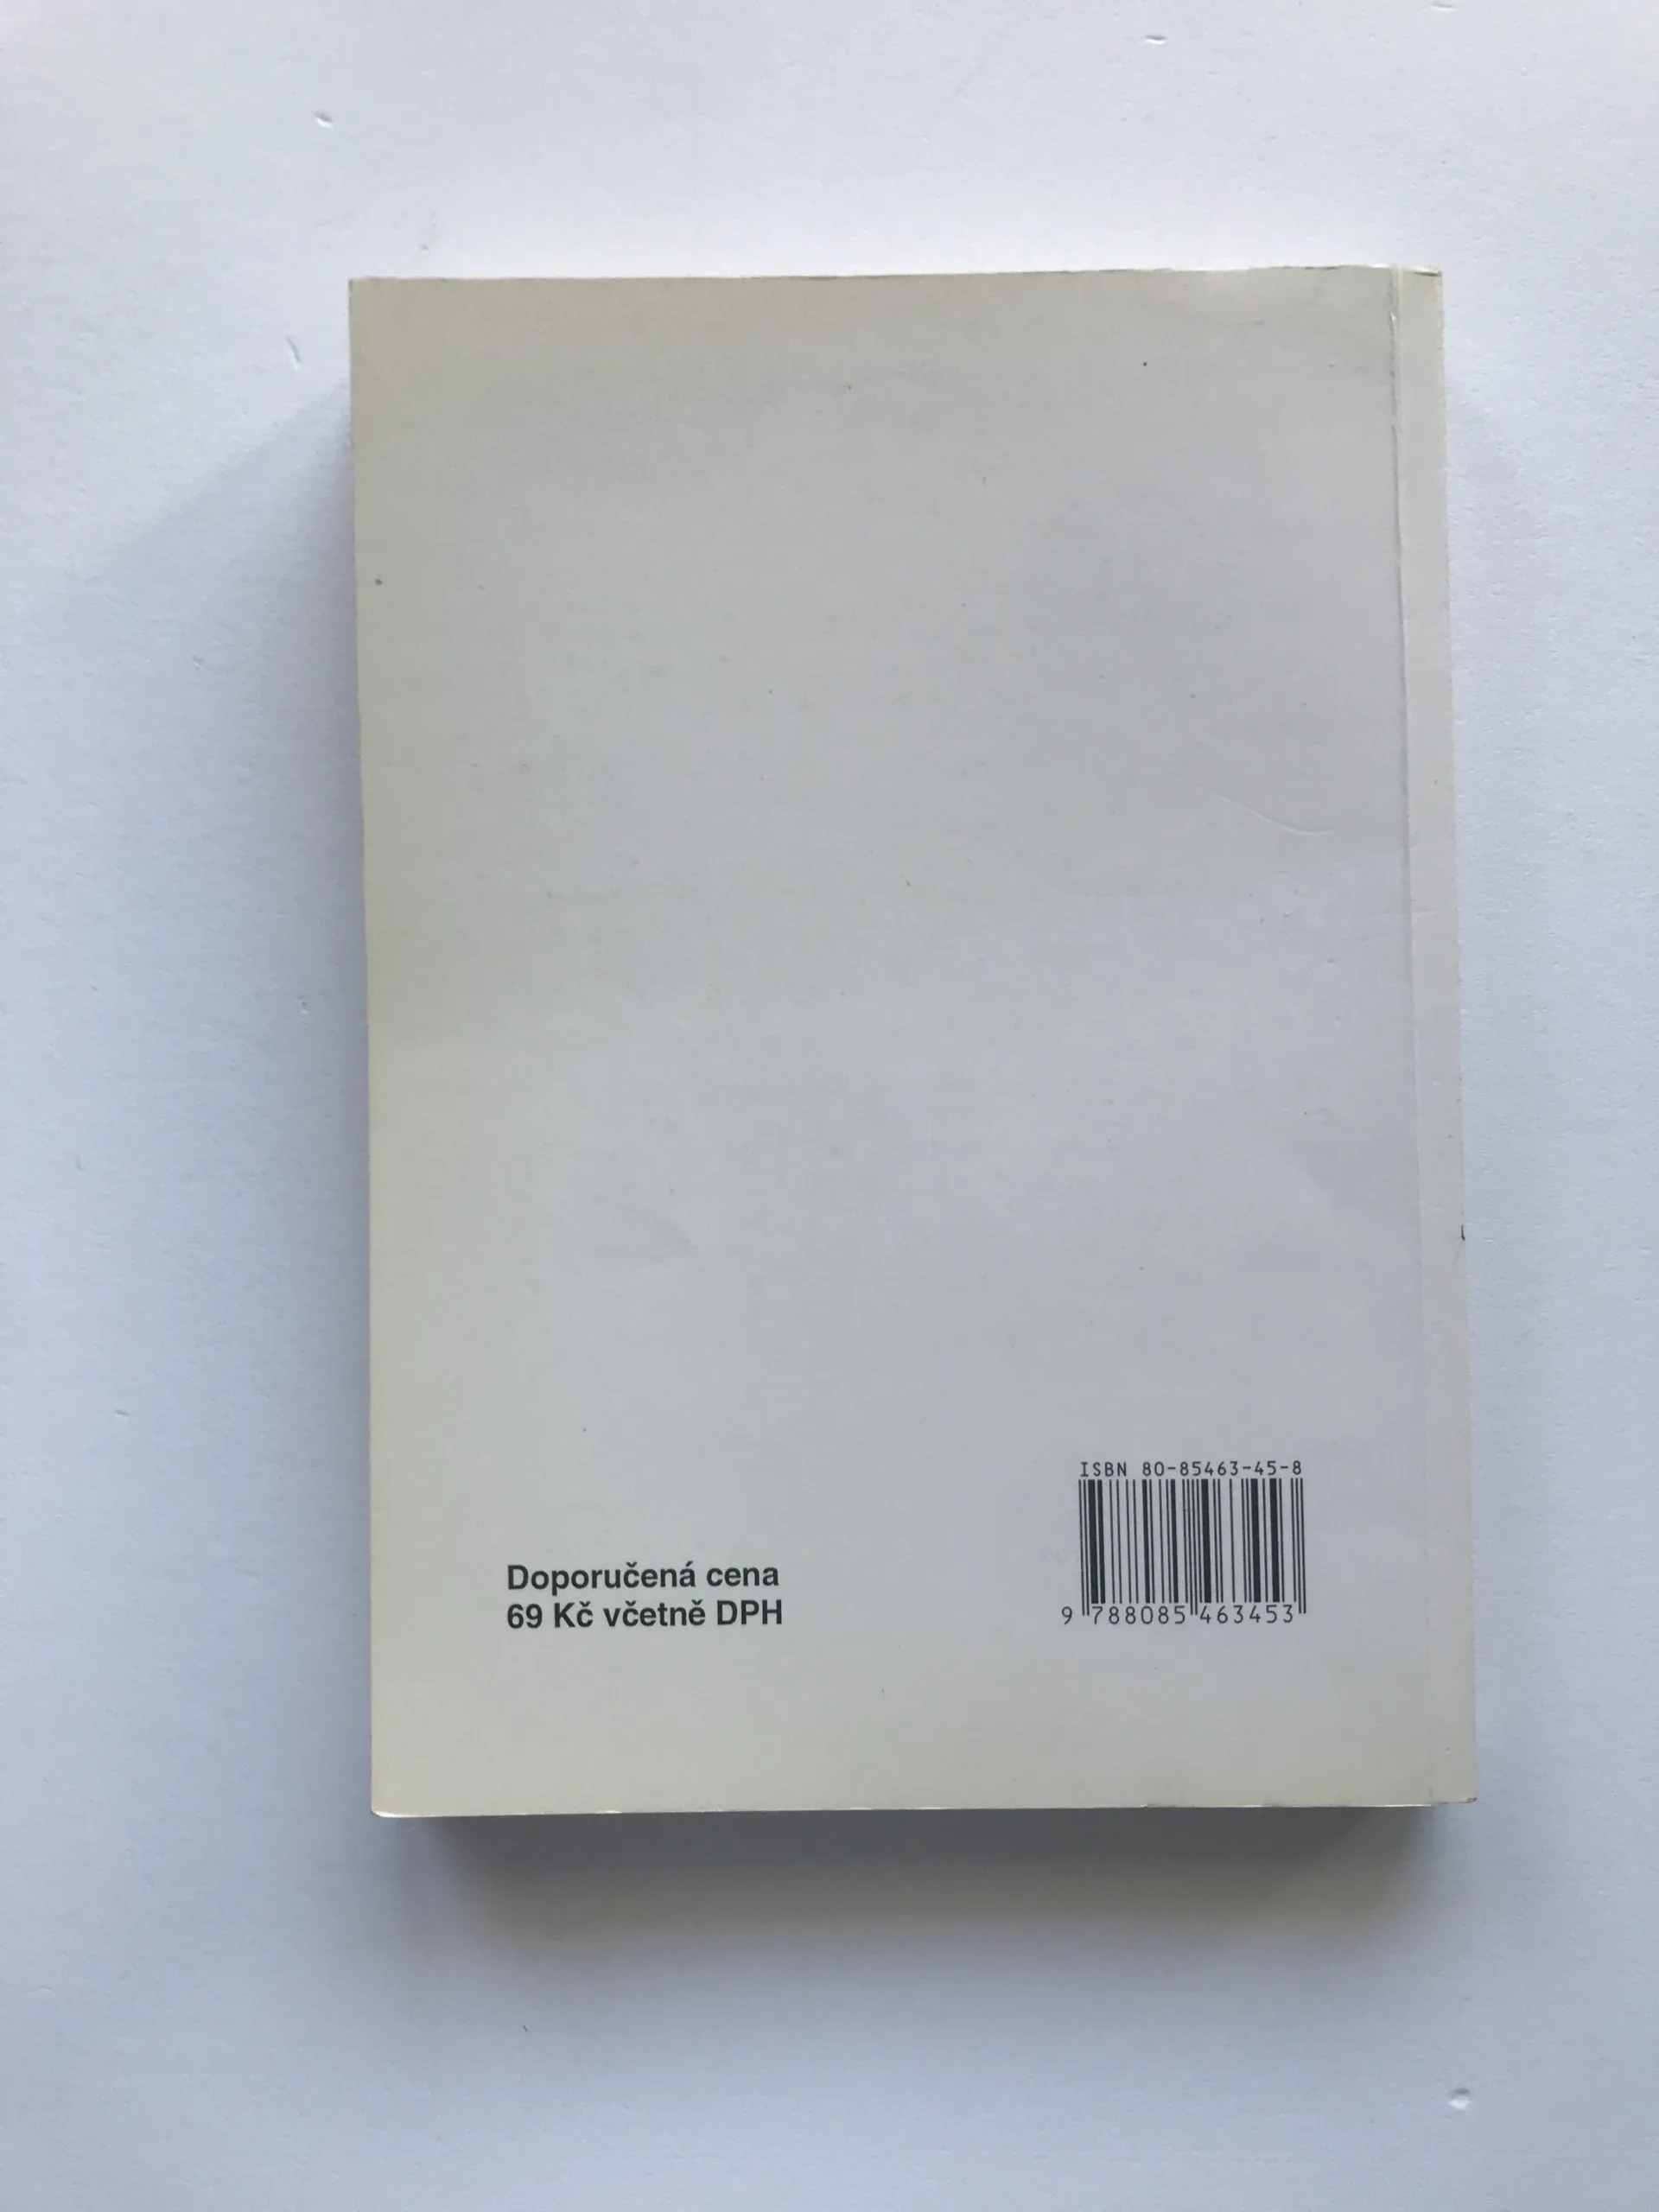 ISBN 80-85463-45-8
Doporučená cena
69 Kč včetně DPH
9 788085 463453